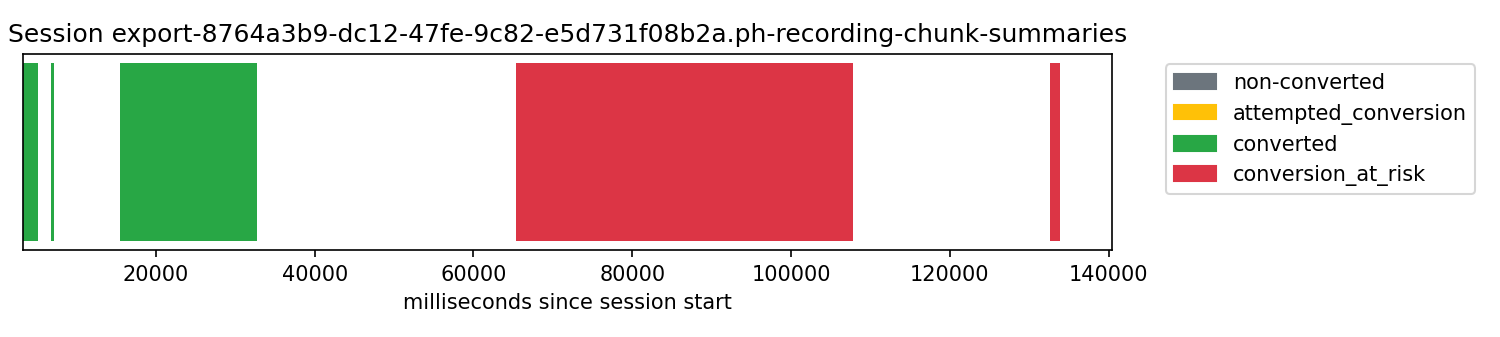 Session export-8764a3b9-dc12-47fe-9c82-e5d731f08b2a.ph-recording-chunk-summaries
non-converted
attempted_conversion
converted
conversion_at_risk
20000 40000 60000 80000 100000 120000 140000
milliseconds since session start